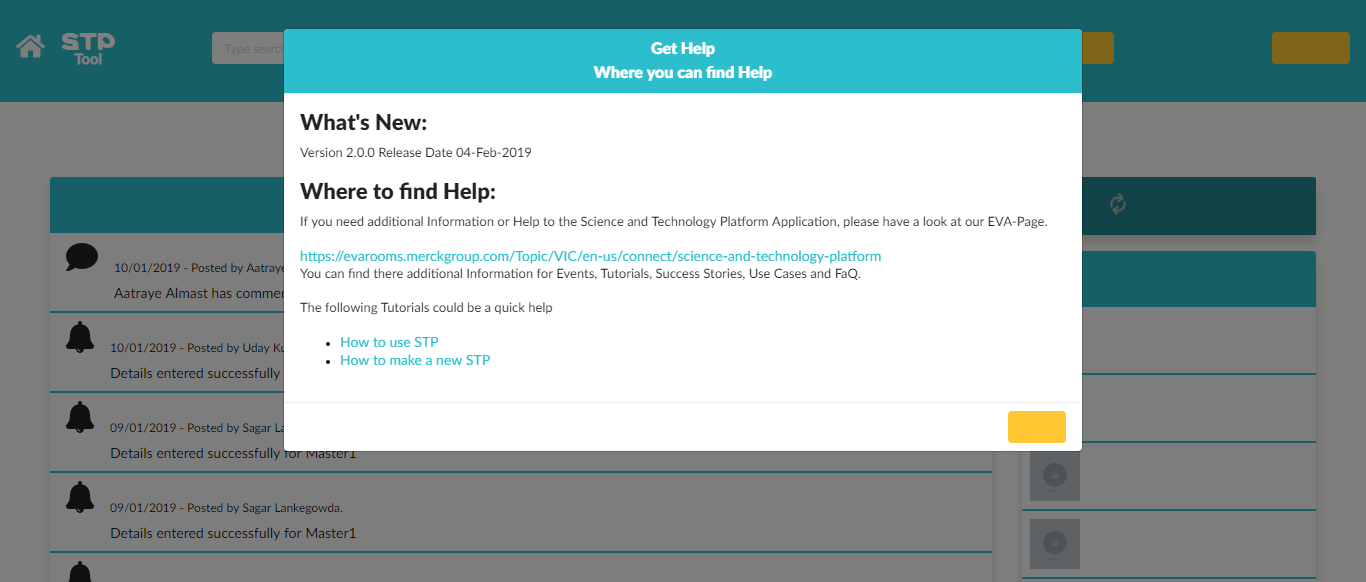 STP
Tool
Type search
Get Help
Where you can find Help
What's New:
Version 2.0.0 Release Date 04-Feb-2019
Where to find Help:
If you need additional Information or Help to the Science and Technology Platform Application, please have a look at our EVA-Page.
https://evarooms.merckgroup.com/Topic/VIC/en-us/connect/science-and-technology-platform
You can find there additional Information for Events, Tutorials, Success Stories, Use Cases and FaQ.
The following Tutorials could be a quick help
How to use STP
How to make a new STP
10/01/2019 - Posted by Aatraye
Aatraye Almast has commen
10/01/2019 - Posted by Uday Ku
Details entered successfully
09/01/2019 - Posted by Sagar La
Details entered successfully for Master1
09/01/2019 - Posted by Sagar Lankegowda.
Details entered successfully for Master1